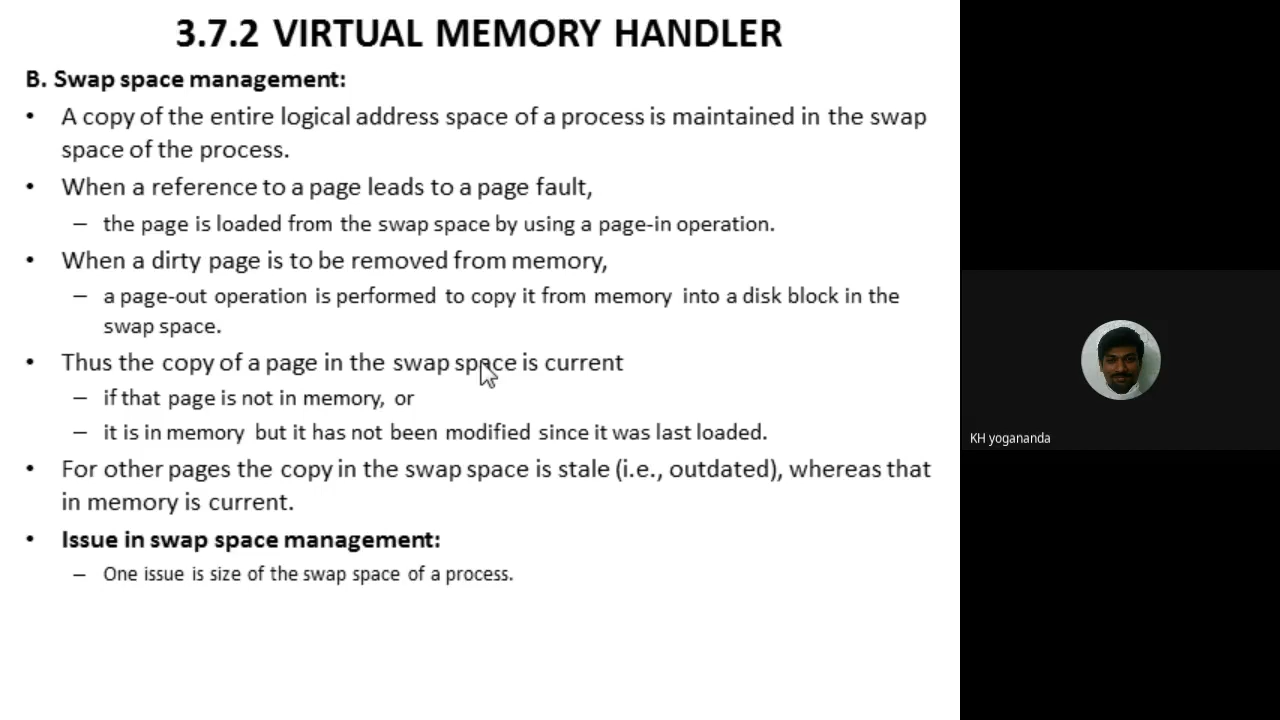 3.7.2 VIRTUAL MEMORY HANDLER
B. Swap space management:
• A copy of the entire logical address space of a process is maintained in the swap
space of the process.
• When a reference to a page leads to a page fault,
– the page is loaded from the swap space by using a page-in operation.
• When a dirty page is to be removed from memory,
– a page-out operation is performed to copy it from memory into a disk block in the
swap space.
• Thus the copy of a page in the swap space is current
– if that page is not in memory, or
– it is in memory but it has not been modified since it was last loaded.
• For other pages the copy in the swap space is stale (i.e., outdated), whereas that
in memory is current.
• Issue in swap space management:
– One issue is size of the swap space of a process.
KH yogananda